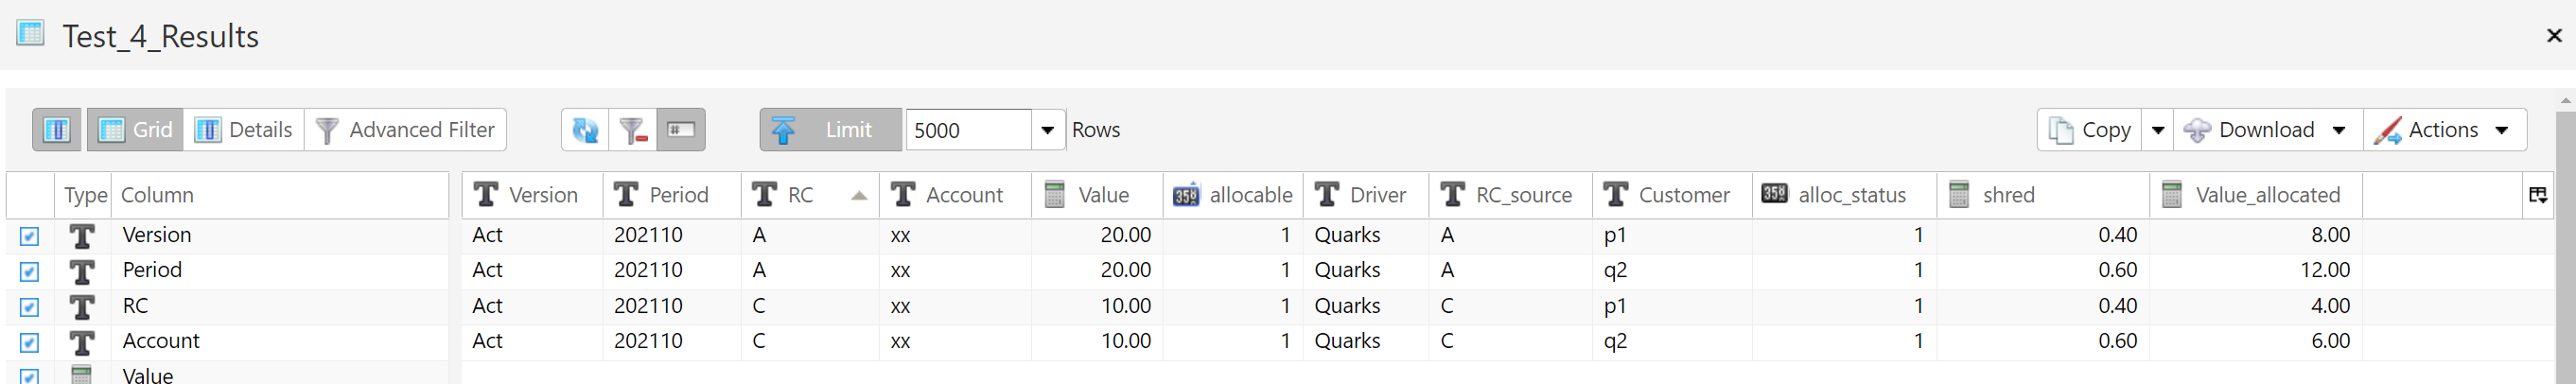 Test_4_Results
Grid Details Advanced Filter Limit 5000 Rows Copy Download Actions
Type Column Version Period RC Account Value allocable Driver RC_source Customer alloc_status shred Value_allocated
Version Act 202110 A xx 20.00 1 Quarks A p1 1 0.40 8.00
Period Act 202110 A xx 20.00 1 Quarks A q2 1 0.60 12.00
RC Act 202110 C xx 10.00 1 Quarks C p1 1 0.40 4.00
Account Act 202110 C xx 10.00 1 Quarks C q2 1 0.60 6.00
Value